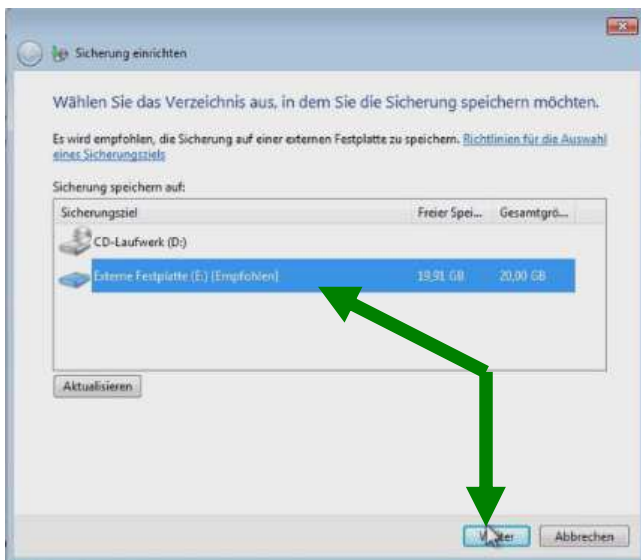 Sicherung einrichten
Wählen Sie das Verzeichnis aus, in dem Sie die Sicherung speichern möchten.
Es wird empfohlen, die Sicherung auf einer externen Festplatte zu speichern. Richtlinien für die Auswahl
eines Sicherungsziels
Sicherung speichern auf:
Sicherungsziel Freier Spei... Gesamtgrö...
CD-Laufwerk (D:)
Externe Festplatte (E:) [Empfohlen] 19,91 GB 20,00 GB
Aktualisieren
Weiter Abbrechen